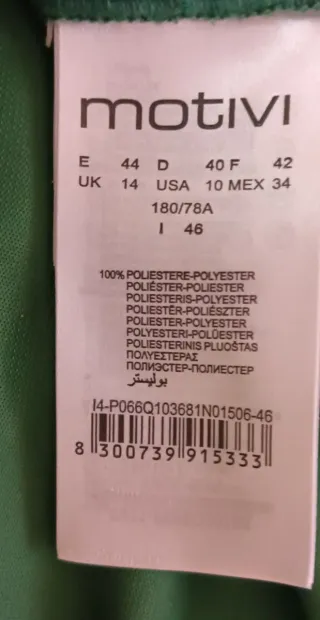 motivi
E 44 D 40 F 42
UK 14 USA 10 MEX 34
180/78A
I 46
100% POLIESTERE-POLYESTER
POLIÉSTER-POLIESTER
POLIESTERIS-POLYESTER
POLIESTÉR-POLIÉSZTER
POLIESTER-POLYESTER
POLYESTERI-POLÜESTER
POLIESTERINIS PLUOŠTAS
ΠΟΛΥΕΣΤΕΡΑΣ
ПОЛИЭСТЕР-ПОЛИЕСТЕР
بوليستر
I4-P066Q103681N01506-46
8 300739 915333